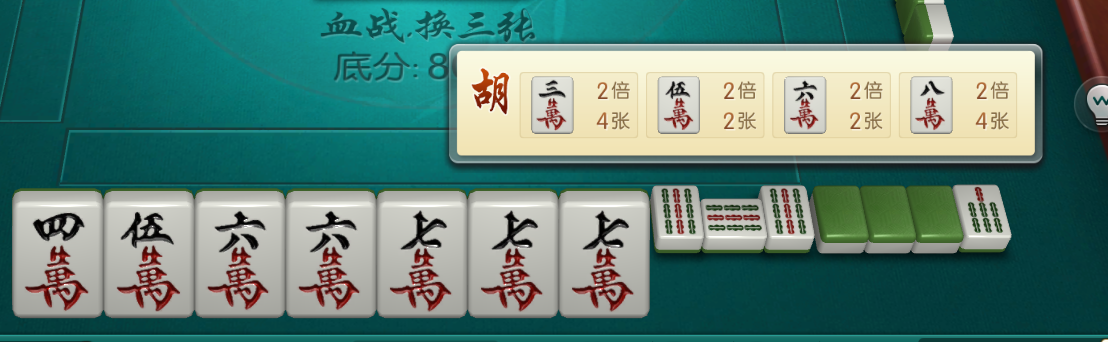 血战,换三张
底分:8
胡
三萬 2倍 4张
伍萬 2倍 2张
六萬 2倍 2张
八萬 2倍 4张
四萬 伍萬 六萬 六萬 七萬 七萬 七萬